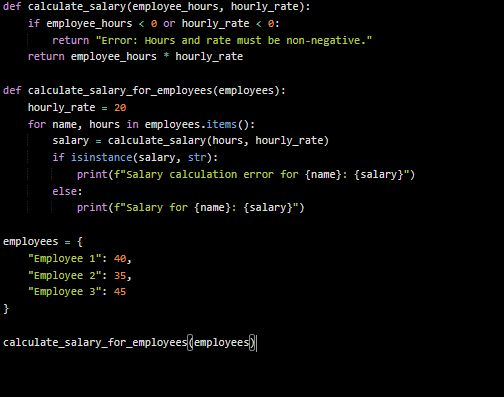 def calculate_salary(employee_hours, hourly_rate):
    if employee_hours < 0 or hourly_rate < 0:
        return "Error: Hours and rate must be non-negative."
    return employee_hours * hourly_rate

def calculate_salary_for_employees(employees):
    hourly_rate = 20
    for name, hours in employees.items():
        salary = calculate_salary(hours, hourly_rate)
        if isinstance(salary, str):
            print(f"Salary calculation error for {name}: {salary}")
        else:
            print(f"Salary for {name}: {salary}")

employees = {
    "Employee 1": 40,
    "Employee 2": 35,
    "Employee 3": 45
}

calculate_salary_for_employees(employees)